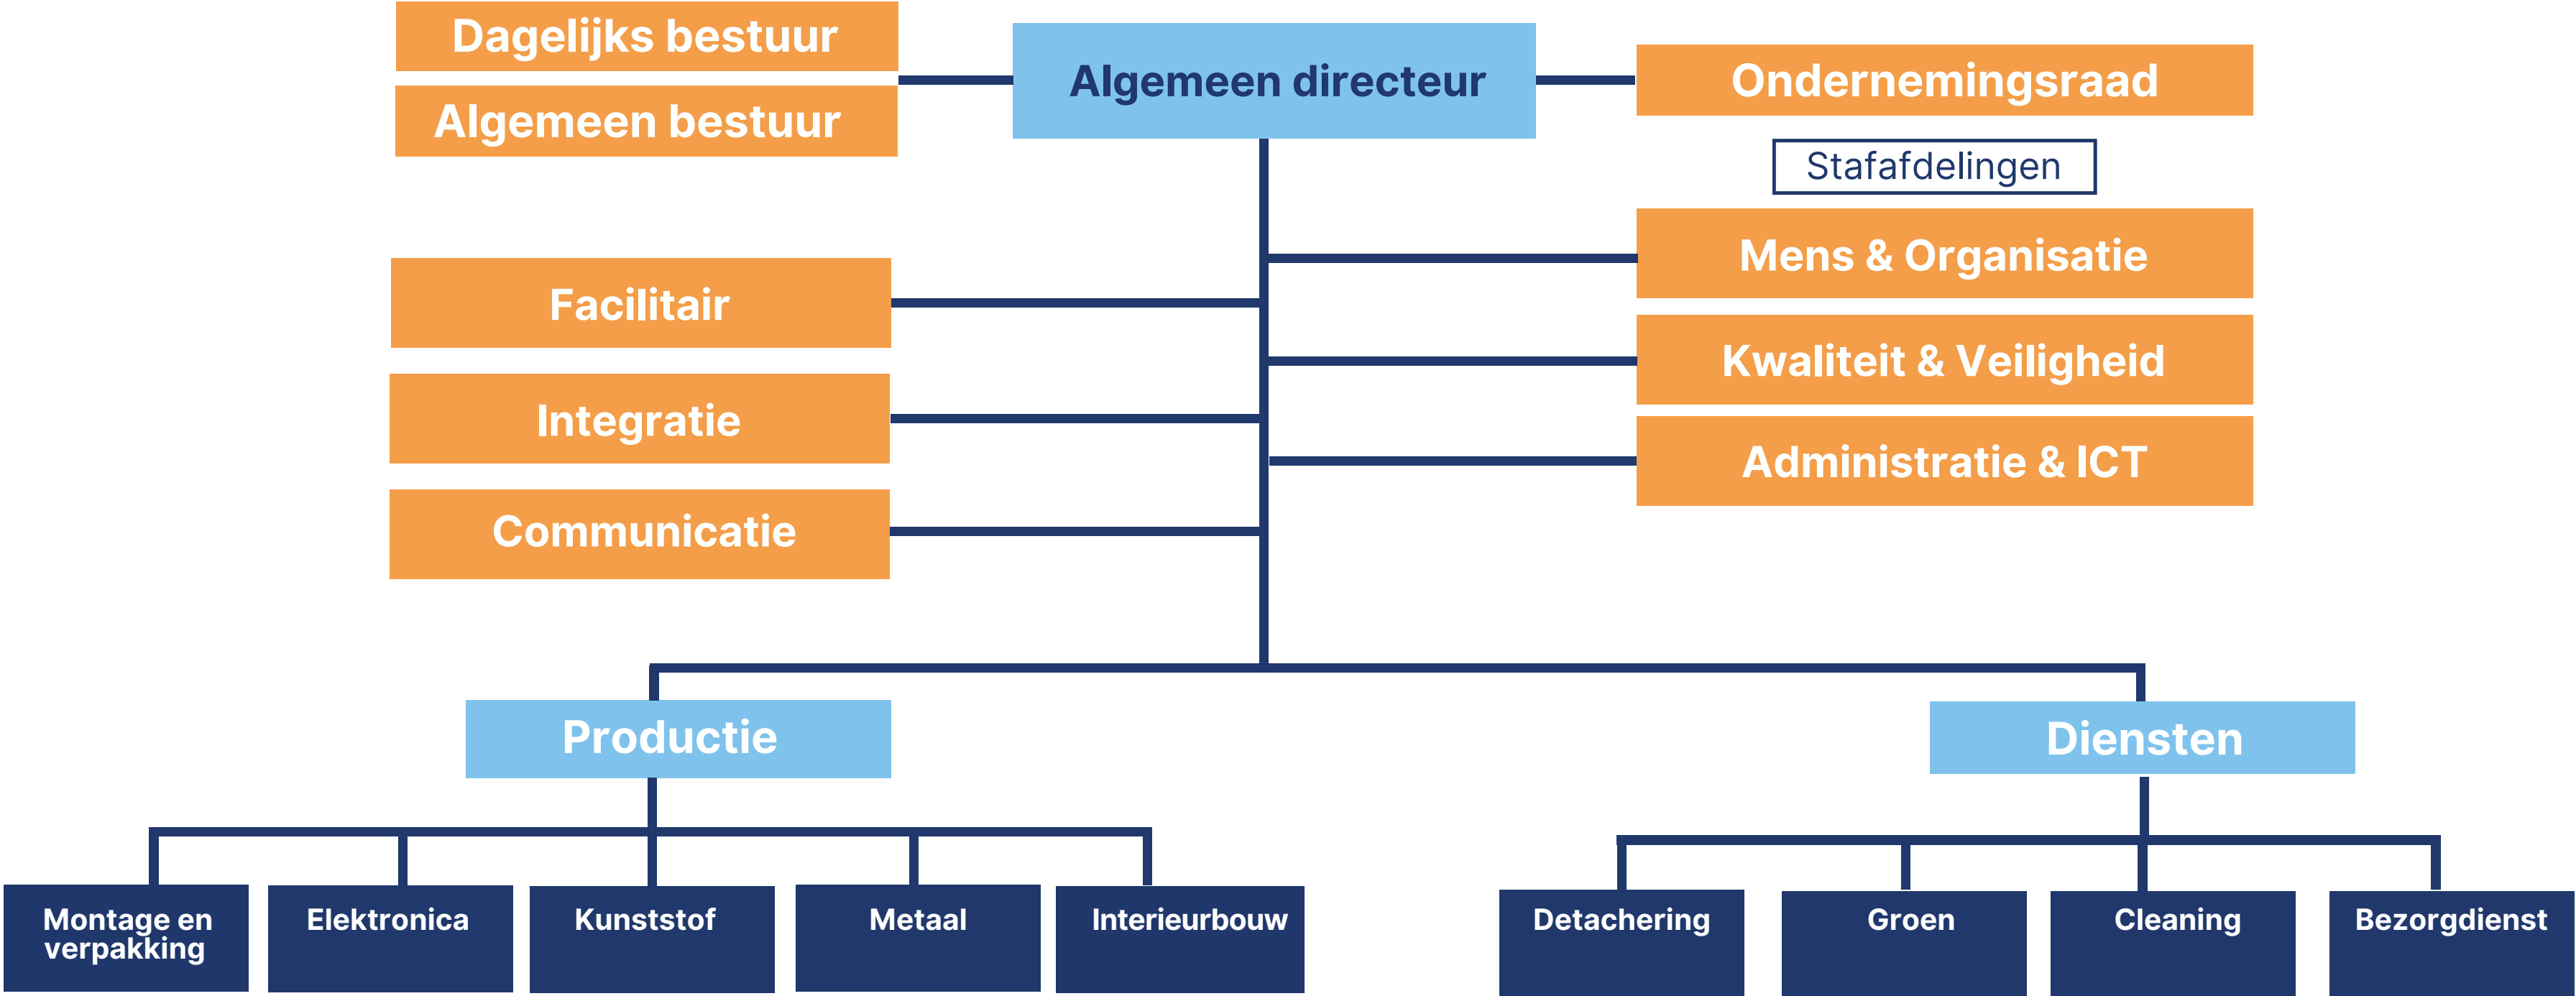 Dagelijks bestuur
Algemeen bestuur
Algemeen directeur
Ondernemingsraad
Stafafdelingen
Mens & Organisatie
Facilitair
Kwaliteit & Veiligheid
Integratie
Administratie & ICT
Communicatie
Productie
Diensten
Montage en
verpakking
Elektronica
Kunststof
Metaal
Interieurbouw
Detachering
Groen
Cleaning
Bezorgdienst